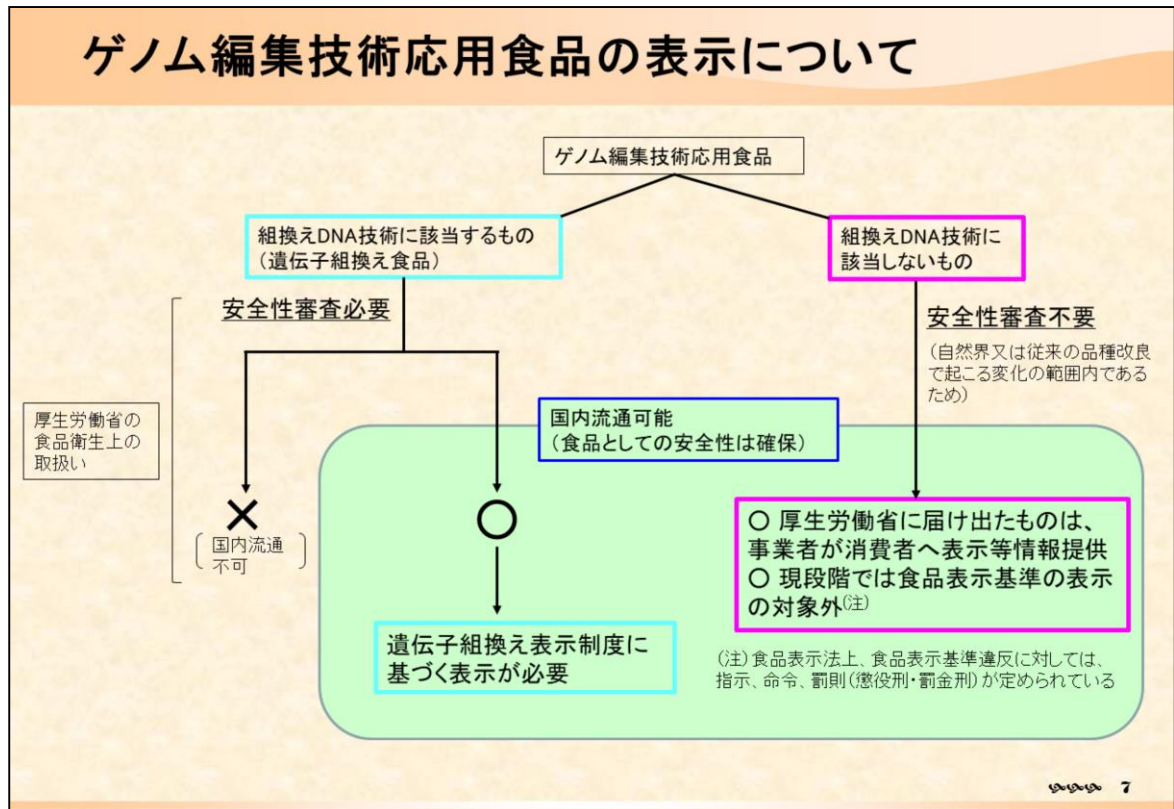 ゲノム編集技術応用食品の表示について
ゲノム編集技術応用食品
組換えDNA技術に該当するもの
（遺伝子組換え食品）
組換えDNA技術に
該当しないもの
安全性審査必要
安全性審査不要
（自然界又は従来の品種改良
で起こる変化の範囲内である
ため）
厚生労働省の
食品衛生上の
取扱い
国内流通可能
（食品としての安全性は確保）
×
国内流通
不可
○
○ 厚生労働省に届け出たものは、
事業者が消費者へ表示等情報提供
○ 現段階では食品表示基準の表示
の対象外(注)
遺伝子組換え表示制度に
基づく表示が必要
(注)食品表示法上、食品表示基準違反に対しては、
指示、命令、罰則(懲役刑・罰金刑)が定められている
7